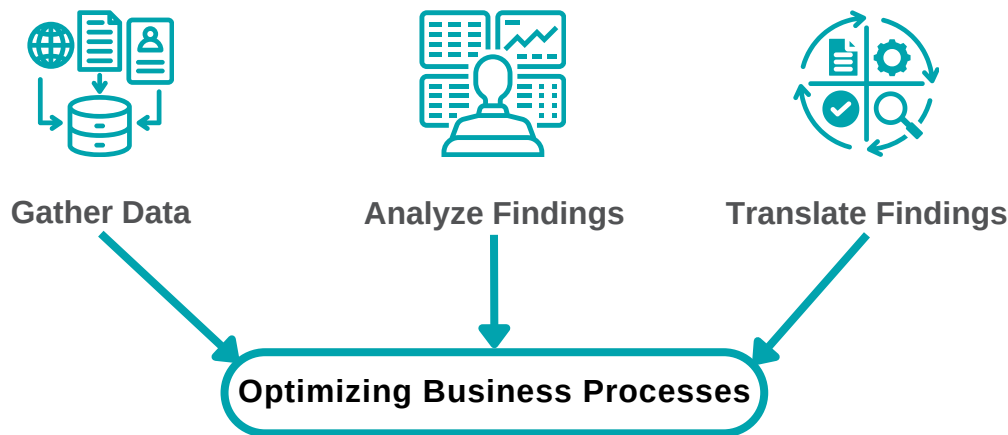 Gather Data
Analyze Findings
Translate Findings
Optimizing Business Processes